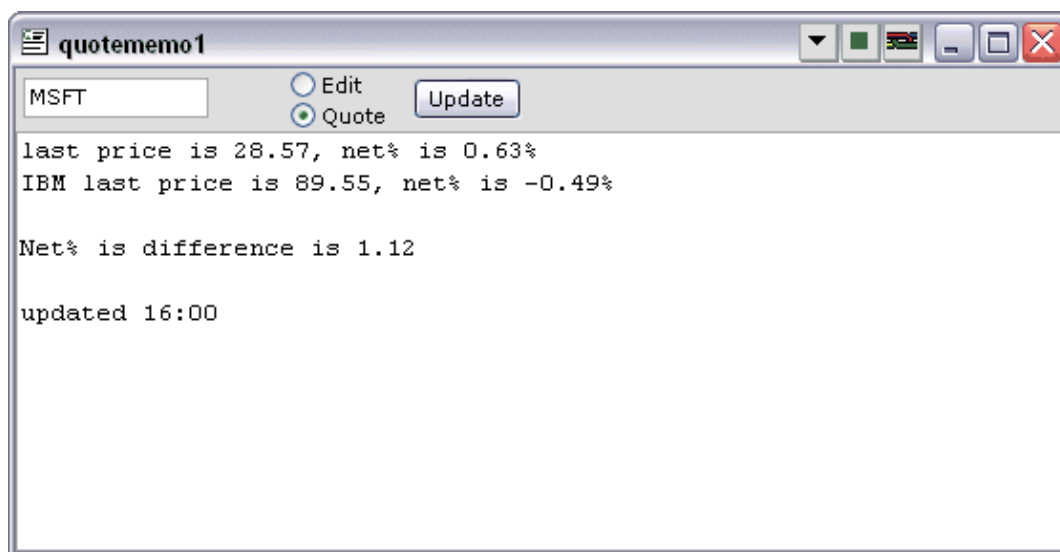 quotememo1
MSFT
Edit
Quote
Update
last price is 28.57, net% is 0.63%
IBM last price is 89.55, net% is -0.49%
Net% is difference is 1.12
updated 16:00